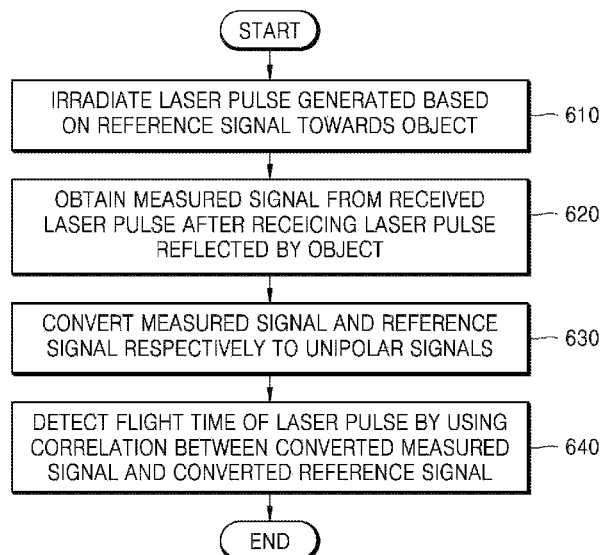 START
IRRADIATE LASER PULSE GENERATED BASED
ON REFERENCE SIGNAL TOWARDS OBJECT
610
OBTAIN MEASURED SIGNAL FROM RECEIVED
LASER PULSE AFTER RECEICING LASER PULSE
REFLECTED BY OBJECT
620
CONVERT MEASURED SIGNAL AND REFERENCE
SIGNAL RESPECTIVELY TO UNIPOLAR SIGNALS
630
DETECT FLIGHT TIME OF LASER PULSE BY USING
CORRELATION BETWEEN CONVERTED MEASURED
SIGNAL AND CONVERTED REFERENCE SIGNAL
640
END